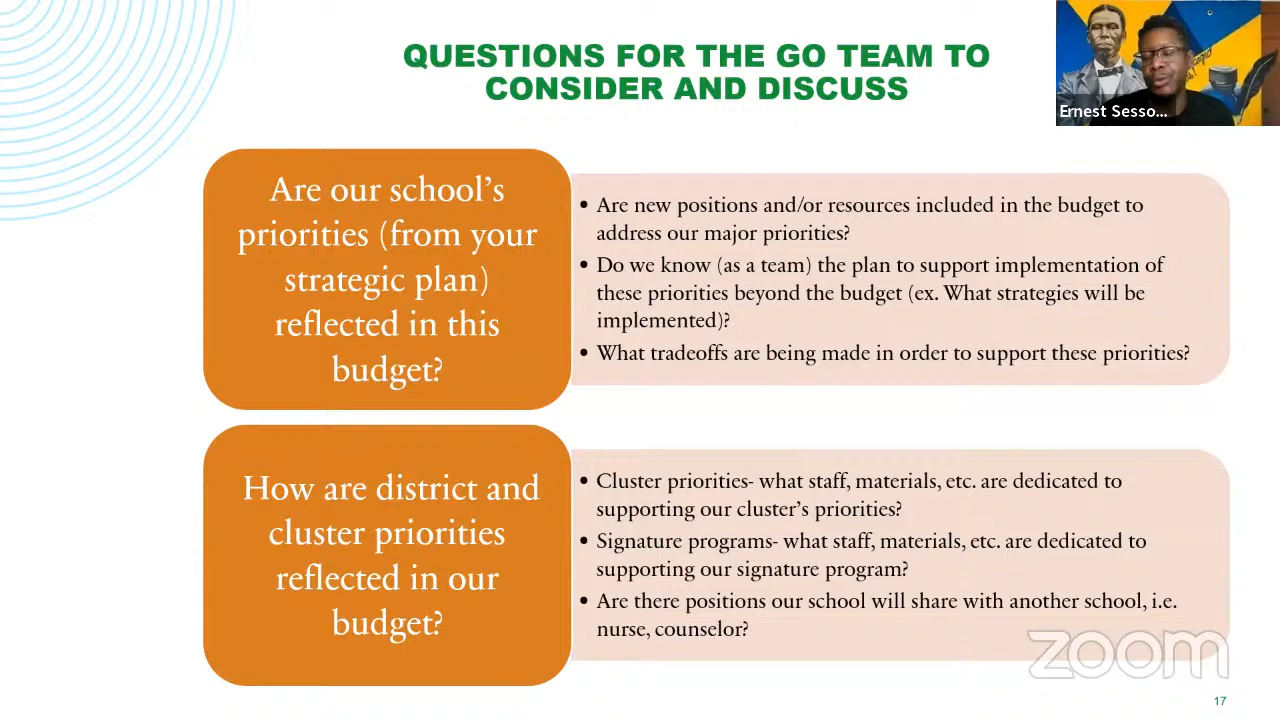 QUESTIONS FOR THE GO TEAM TO
CONSIDER AND DISCUSS
Ernest Sesso...
Are our school’s
priorities (from your
strategic plan)
reflected in this
budget?
• Are new positions and/or resources included in the budget to
address our major priorities?
• Do we know (as a team) the plan to support implementation of
these priorities beyond the budget (ex. What strategies will be
implemented)?
• What tradeoffs are being made in order to support these priorities?
How are district and
cluster priorities
reflected in our
budget?
• Cluster priorities- what staff, materials, etc. are dedicated to
supporting our cluster’s priorities?
• Signature programs- what staff, materials, etc. are dedicated to
supporting our signature program?
• Are there positions our school will share with another school, i.e.
nurse, counselor?
zoom
17